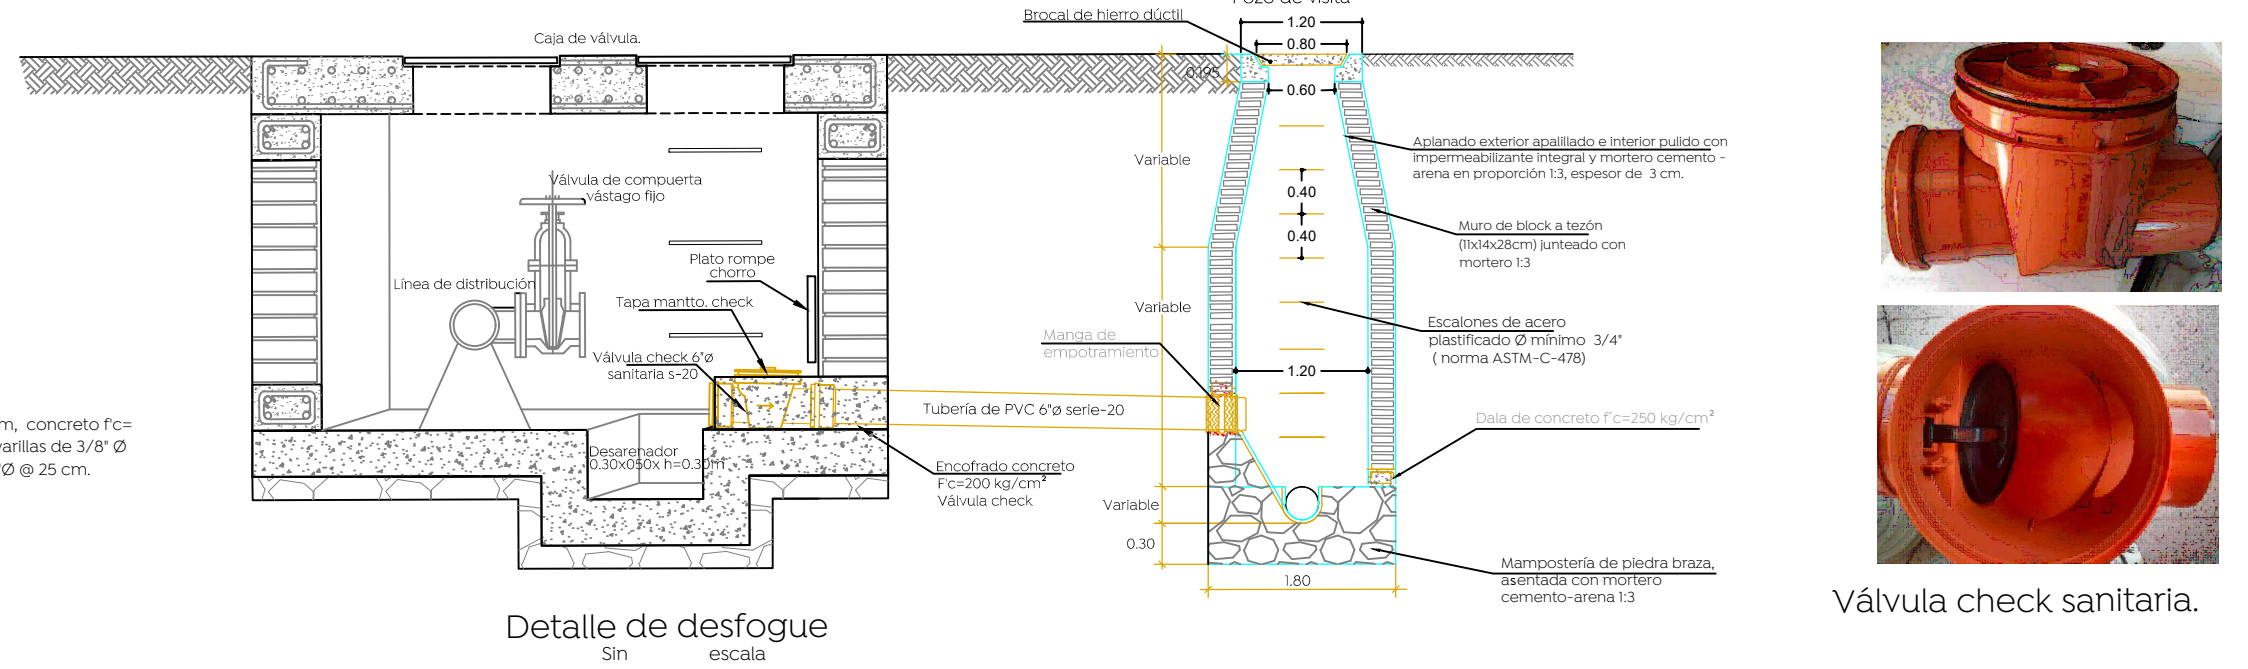 Pozo de visita
Brocal de hierro dúctil
1.20
Caja de válvula.
0.80
0.195
0.60
Variable
Aplanado exterior apalillado e interior pulido con
impermeabilizante integral y mortero cemento -
arena en proporción 1:3, espesor de 3 cm.
Válvula de compuerta
vástago fijo
0.40
0.40
Muro de block a tezón
(11x14x28cm) junteado con
mortero 1:3
Plato rompe
chorro
Línea de distribución
Tapa mantto. check
Variable
Escalones de acero
plastificado Ø mínimo 3/4"
( norma ASTM-C-478)
Manga de
empotramiento
Válvula check 6"ø
sanitaria s-20
1.20
Tubería de PVC 6"ø serie-20
Dala de concreto f'c=250 kg/cm²
m, concreto f'c=
varillas de 3/8" Ø
"Ø @ 25 cm.
Desarenador
0.30x050x h=0.30m
Encofrado concreto
F'c=200 kg/cm²
Válvula check
Variable
0.30
Mampostería de piedra braza,
asentada con mortero
cemento-arena 1:3
1.80
Válvula check sanitaria.
Detalle de desfogue
Sin escala